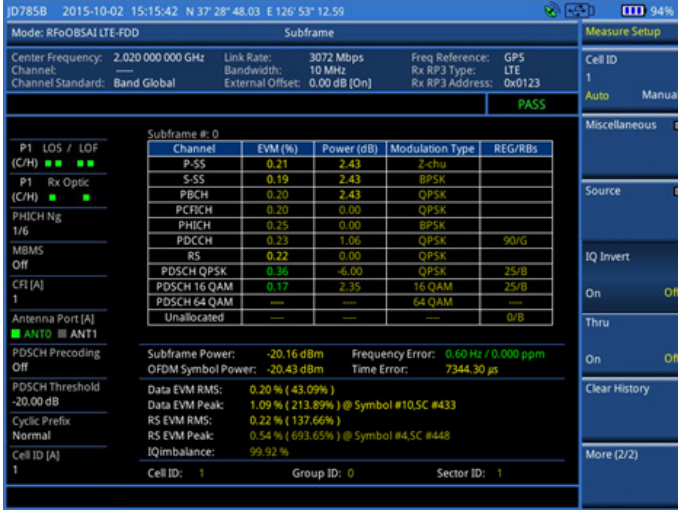 JD785B 2015-10-02 15:15:42 N 37° 28" 48.03 E 126° 53" 12.59 94%
Mode: RFoOBSAI LTE-FDD Subframe Measure Setup
Center Frequency: 2.020 000 000 GHz Link Rate: 3072 Mbps Freq Reference: GPS
Channel: ---- Bandwidth: 10 MHz Rx RP3 Type: LTE
Channel Standard: Band Global External Offset: 0.00 dB [On] Rx RP3 Address: 0x0123
PASS
Cell ID
1
Auto Manua
Miscellaneous
Source
IQ Invert
On Of
Thru
On Of
Clear History
More (2/2)
P1 LOS / LOF
(C/H)
P1 Rx Optic
(C/H)
PHICH Ng
1/6
MBMS
Off
CFI [A]
1
Antenna Port [A]
ANT0 ANT1
PDSCH Precoding
Off
PDSCH Threshold
-20.00 dB
Cyclic Prefix
Normal
Cell ID [A]
1
Subframe #: 0
Channel EVM (%) Power (dB) Modulation Type REG/RBs
P-SS 0.21 2.43 Z-chu
S-SS 0.19 2.43 BPSK
PBCH 0.20 2.43 QPSK
PCFICH 0.20 0.00 QPSK
PHICH 0.25 0.00 BPSK
PDCCH 0.23 1.06 QPSK 90/G
RS 0.22 0.00 QPSK
PDSCH QPSK 0.36 -6.00 QPSK 25/B
PDSCH 16 QAM 0.17 2.35 16 QAM 25/B
PDSCH 64 QAM ---- ---- 64 QAM ----
Unallocated ---- ---- ---- 0/B
Subframe Power: -20.16 dBm Frequency Error: 0.60 Hz / 0.000 ppm
OFDM Symbol Power: -20.43 dBm Time Error: 7344.30 µs
Data EVM RMS: 0.20 % ( 43.09% )
Data EVM Peak: 1.09 % ( 213.89% ) @ Symbol #10,SC #433
RS EVM RMS: 0.22 % ( 137.66% )
RS EVM Peak: 0.54 % ( 693.65% ) @ Symbol #4,SC #448
IQimbalance: 99.92 %
Cell ID: 1 Group ID: 0 Sector ID: 1